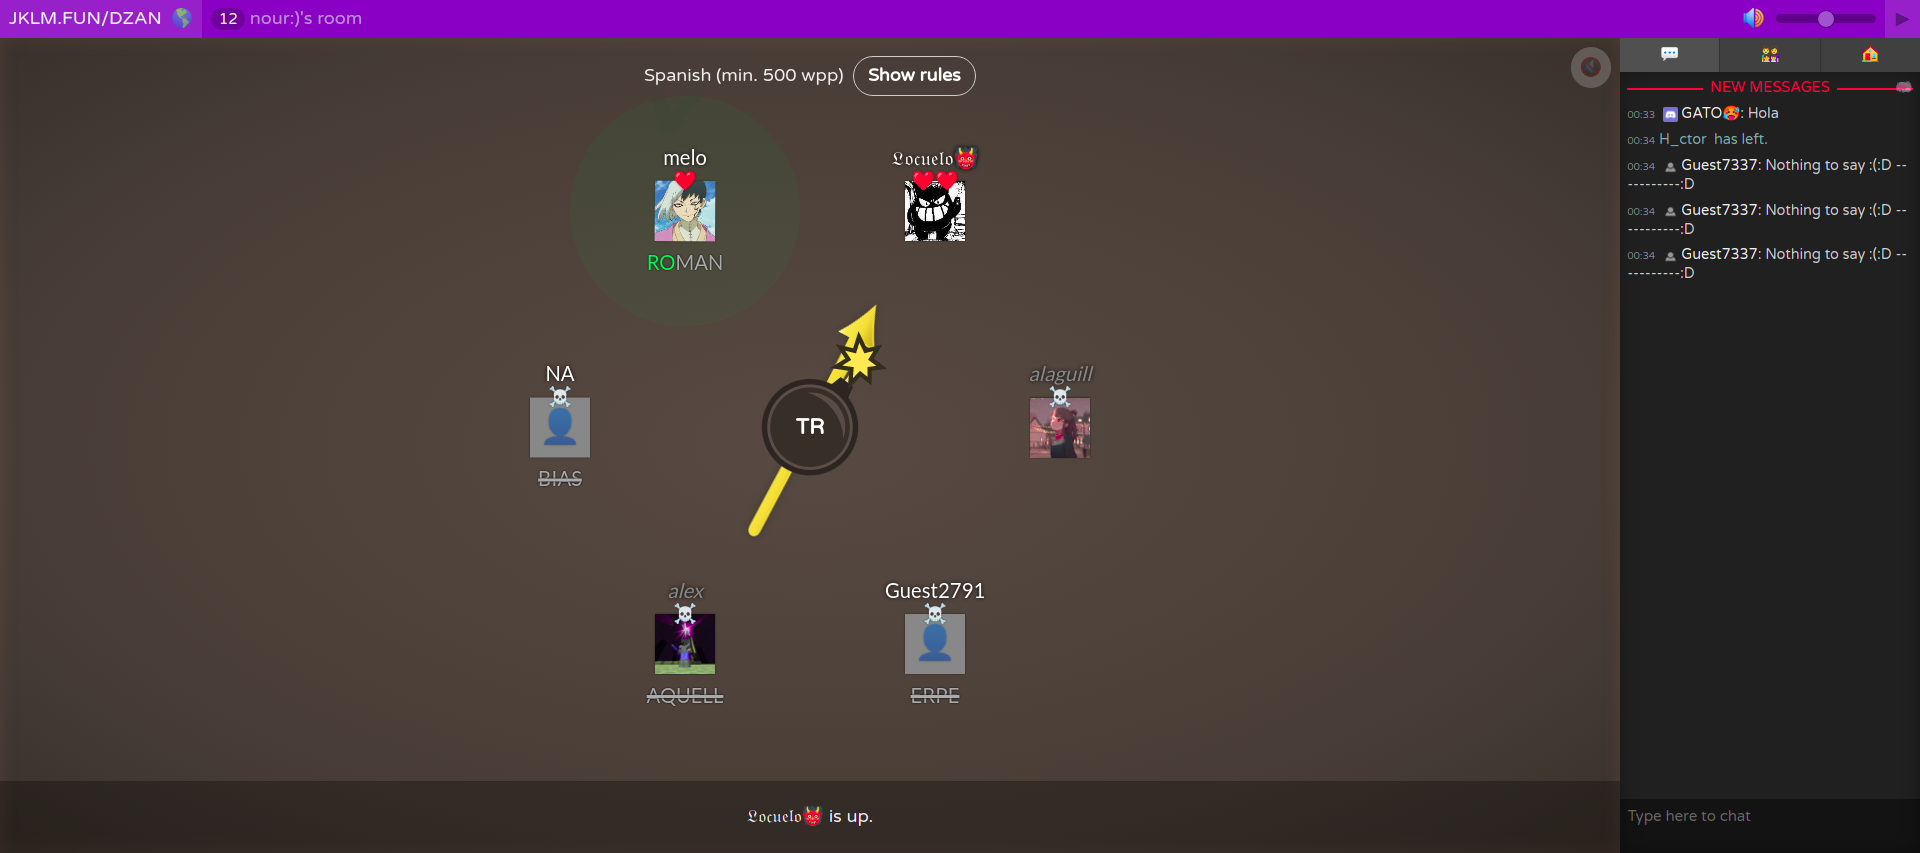 JKLM.FUN/DZAN 🌎 12 nour:)'s room
Spanish (min. 500 wpp) Show rules
melo
ROMAN
𝔏𝔬𝔠𝔲𝔢𝔩𝔬👹
NA
BIAS
TR
alaguill
alex
AQUELL
Guest2791
ERPE
𝔏𝔬𝔠𝔲𝔢𝔩𝔬👹 is up.
NEW MESSAGES
00:33 GATO🥵: Hola
00:34 H_ctor has left.
00:34 Guest7337: Nothing to say :(:D --
----------:D
00:34 Guest7337: Nothing to say :(:D --
----------:D
00:34 Guest7337: Nothing to say :(:D --
----------:D
Type here to chat